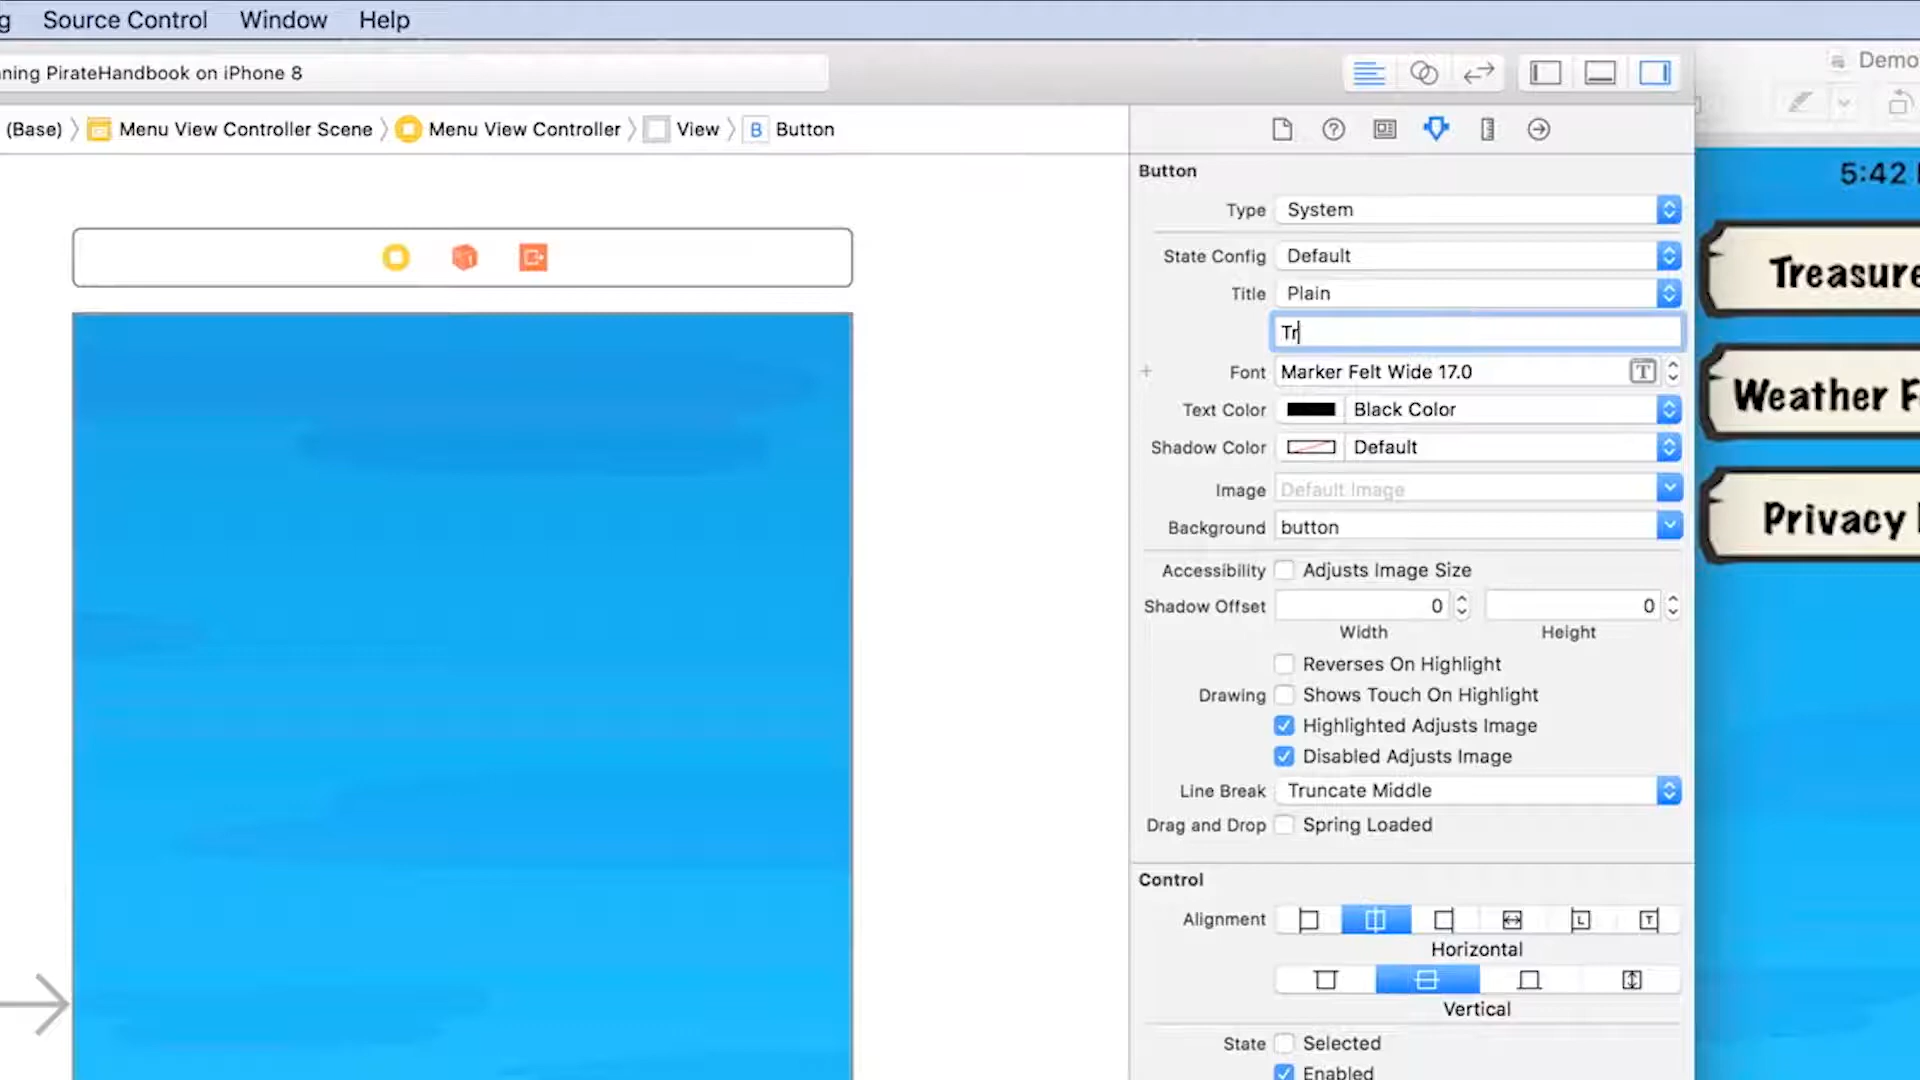 g Source Control Window Help
ning PirateHandbook on iPhone 8
Demo
(Base) Menu View Controller Scene Menu View Controller View B Button
Button
5:42
Type System
State Config Default
Title Plain
Treasure
Tr
Font Marker Felt Wide 17.0
Text Color Black Color
Weather F
Shadow Color Default
Image Default Image
Background button
Privacy
Accessibility Adjusts Image Size
Shadow Offset 0 0
Width Height
Reverses On Highlight
Drawing Shows Touch On Highlight
Highlighted Adjusts Image
Disabled Adjusts Image
Line Break Truncate Middle
Drag and Drop Spring Loaded
Control
Alignment
Horizontal
Vertical
State Selected
Enabled